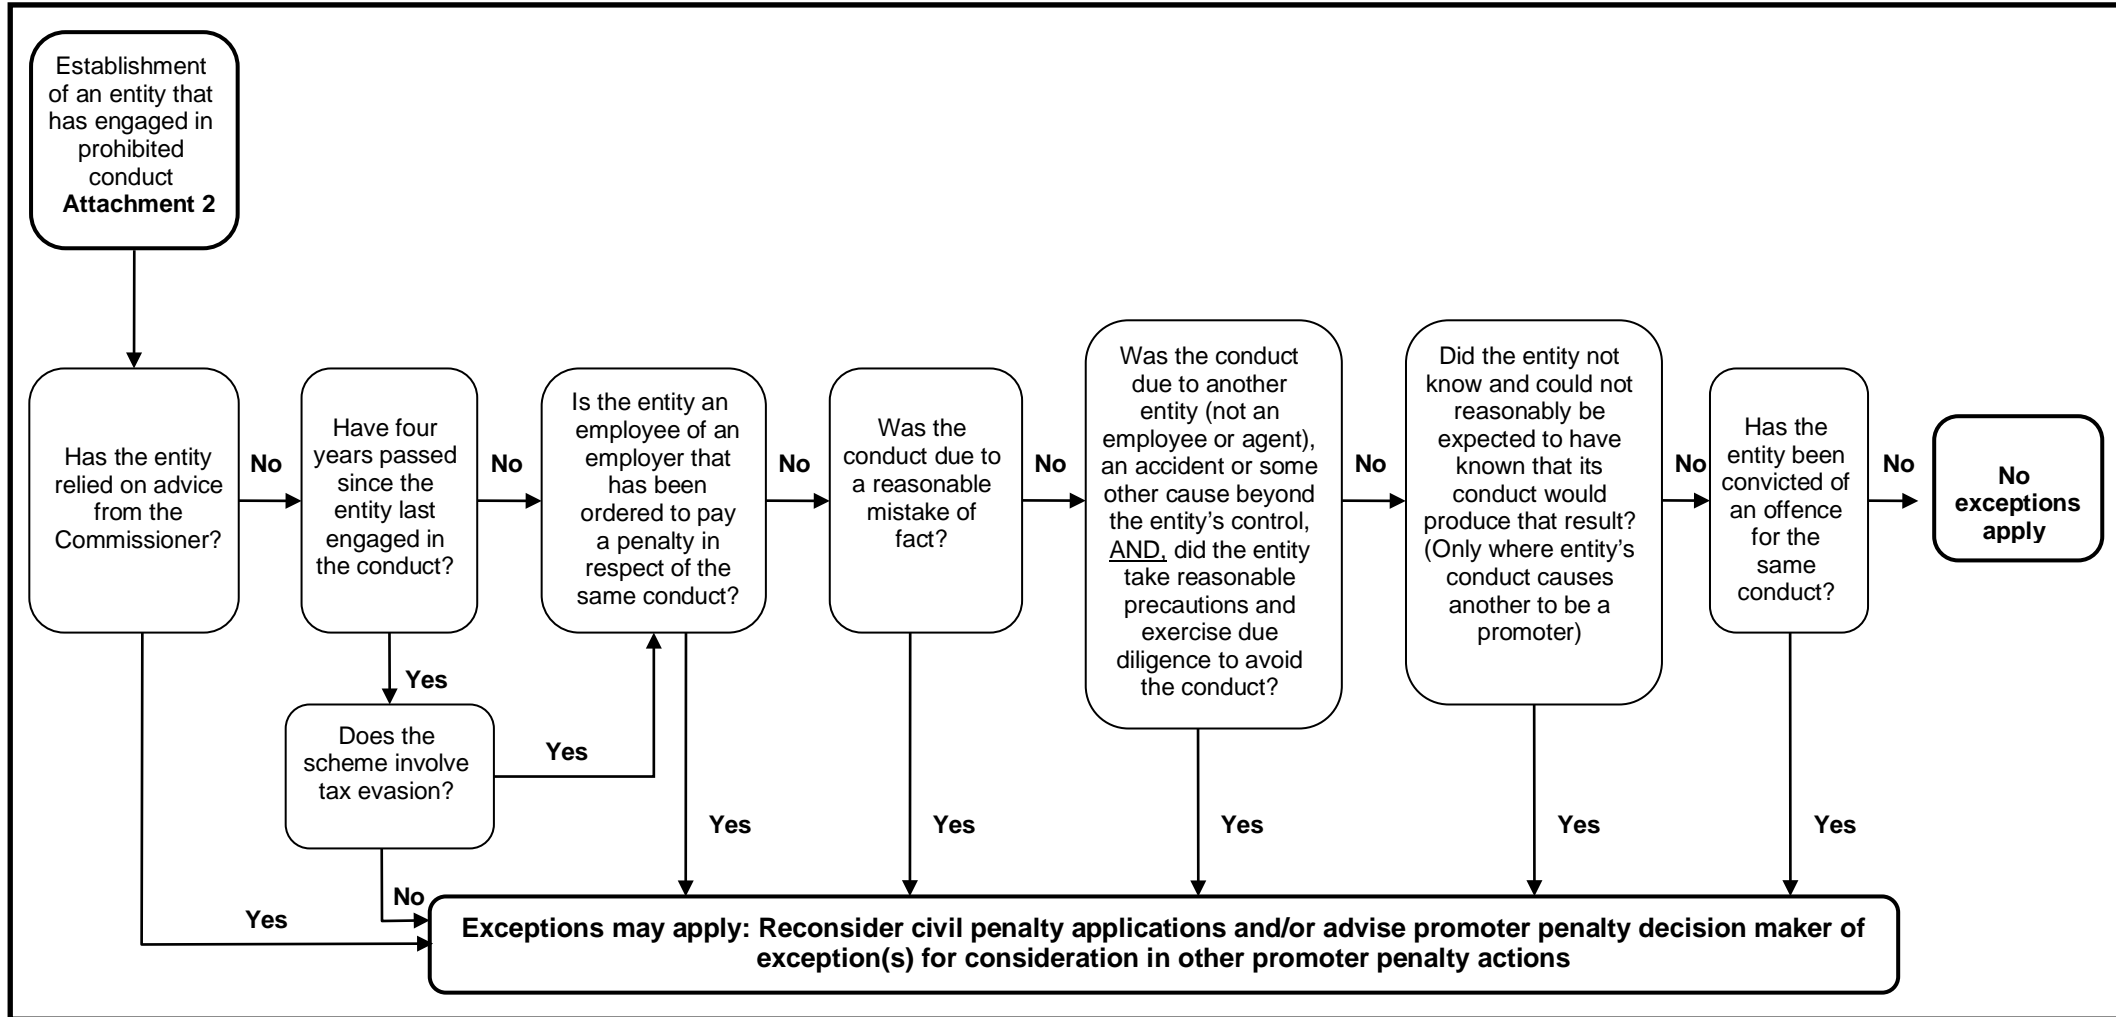 Establishment
of an entity that
has engaged in
prohibited
conduct
Attachment 2
Has the entity
relied on advice
from the
Commissioner?
No
Have four
years passed
since the
entity last
engaged in
the conduct?
No
Is the entity an
employee of an
employer that
has been
ordered to pay
a penalty in
respect of the
same conduct?
No
Was the
conduct due to
a reasonable
mistake of
fact?
No
Was the conduct
due to another
entity (not an
employee or agent),
an accident or some
other cause beyond
the entity’s control,
AND, did the entity
take reasonable
precautions and
exercise due
diligence to avoid
the conduct?
No
Did the entity not
know and could not
reasonably be
expected to have
known that its
conduct would
produce that result?
(Only where entity’s
conduct causes
another to be a
promoter)
No
Has the
entity been
convicted of
an offence
for the
same
conduct?
No
No
exceptions
apply
Yes
Does the
scheme involve
tax evasion?
Yes
Yes
Yes
Yes
Yes
Yes
No
Yes
Exceptions may apply: Reconsider civil penalty applications and/or advise promoter penalty decision maker of
exception(s) for consideration in other promoter penalty actions